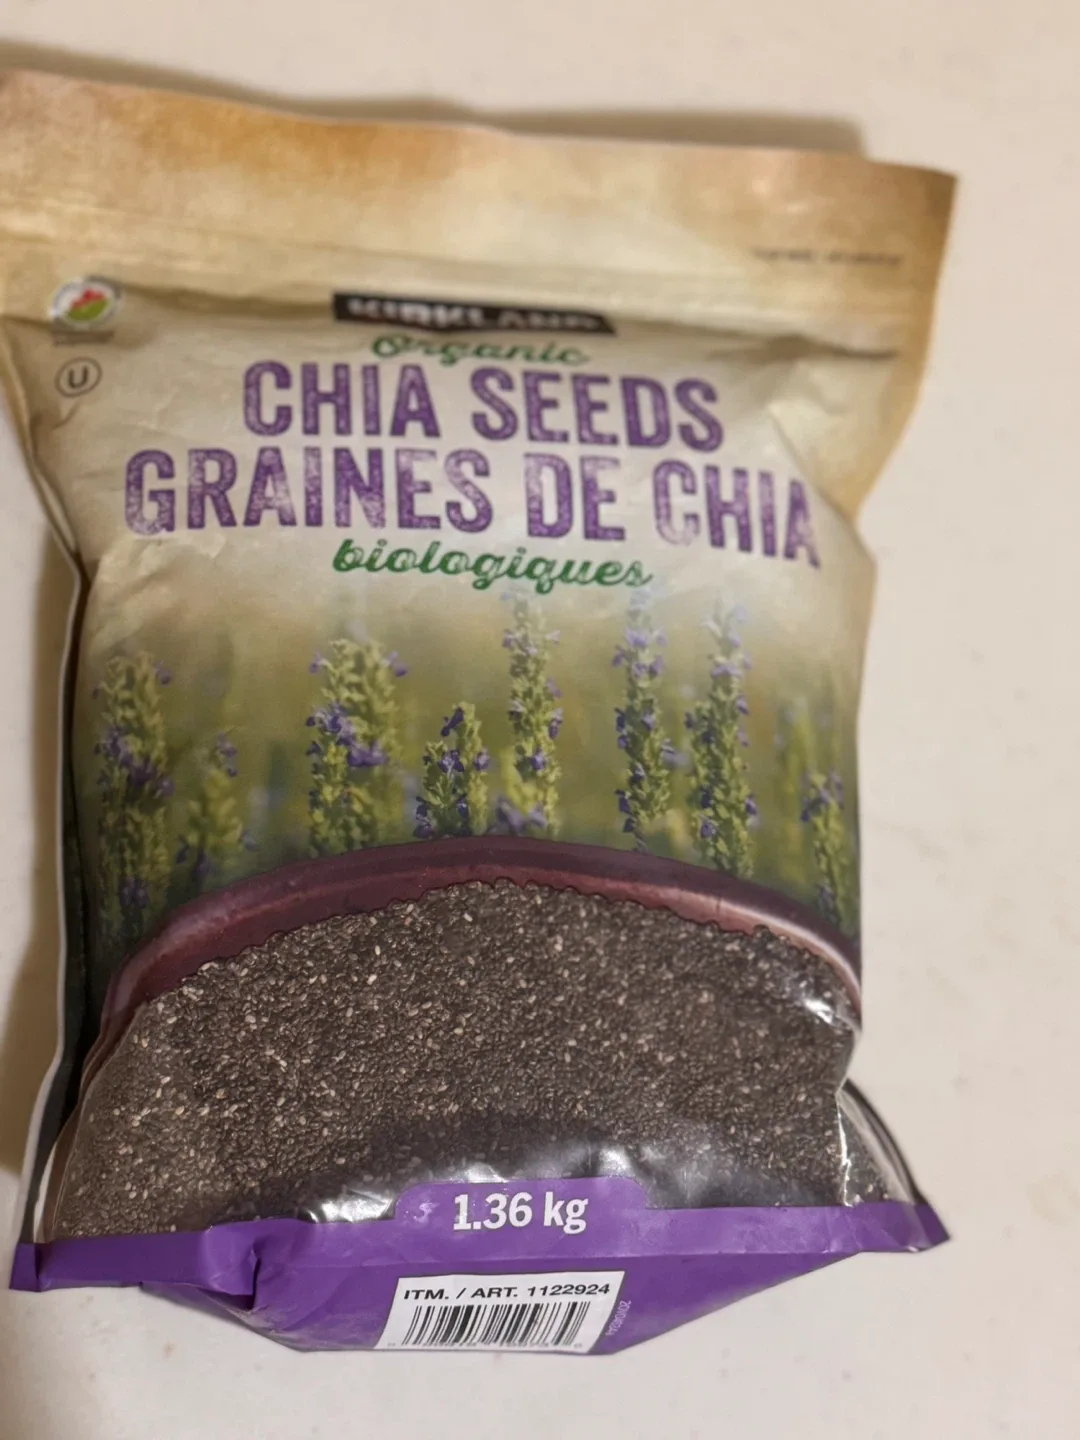 KIRKLAND
Organic
U
CHIA SEEDS
GRAINES DE CHIA
biologiques
1.36 kg
ITM. / ART. 1122924